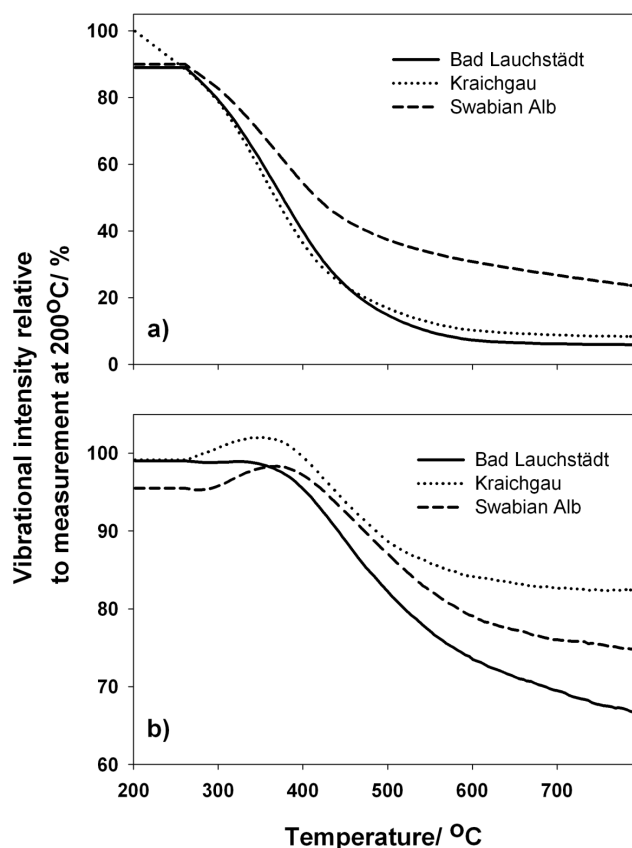 100
80
60
40
20
0
Bad Lauchstädt
Kraichgau
Swabian Alb
a)
Vibrational intensity relative
to measurement at 200°C/ %
100
90
80
70
60
Bad Lauchstädt
Kraichgau
Swabian Alb
b)
200 300 400 500 600 700
Temperature/ °C